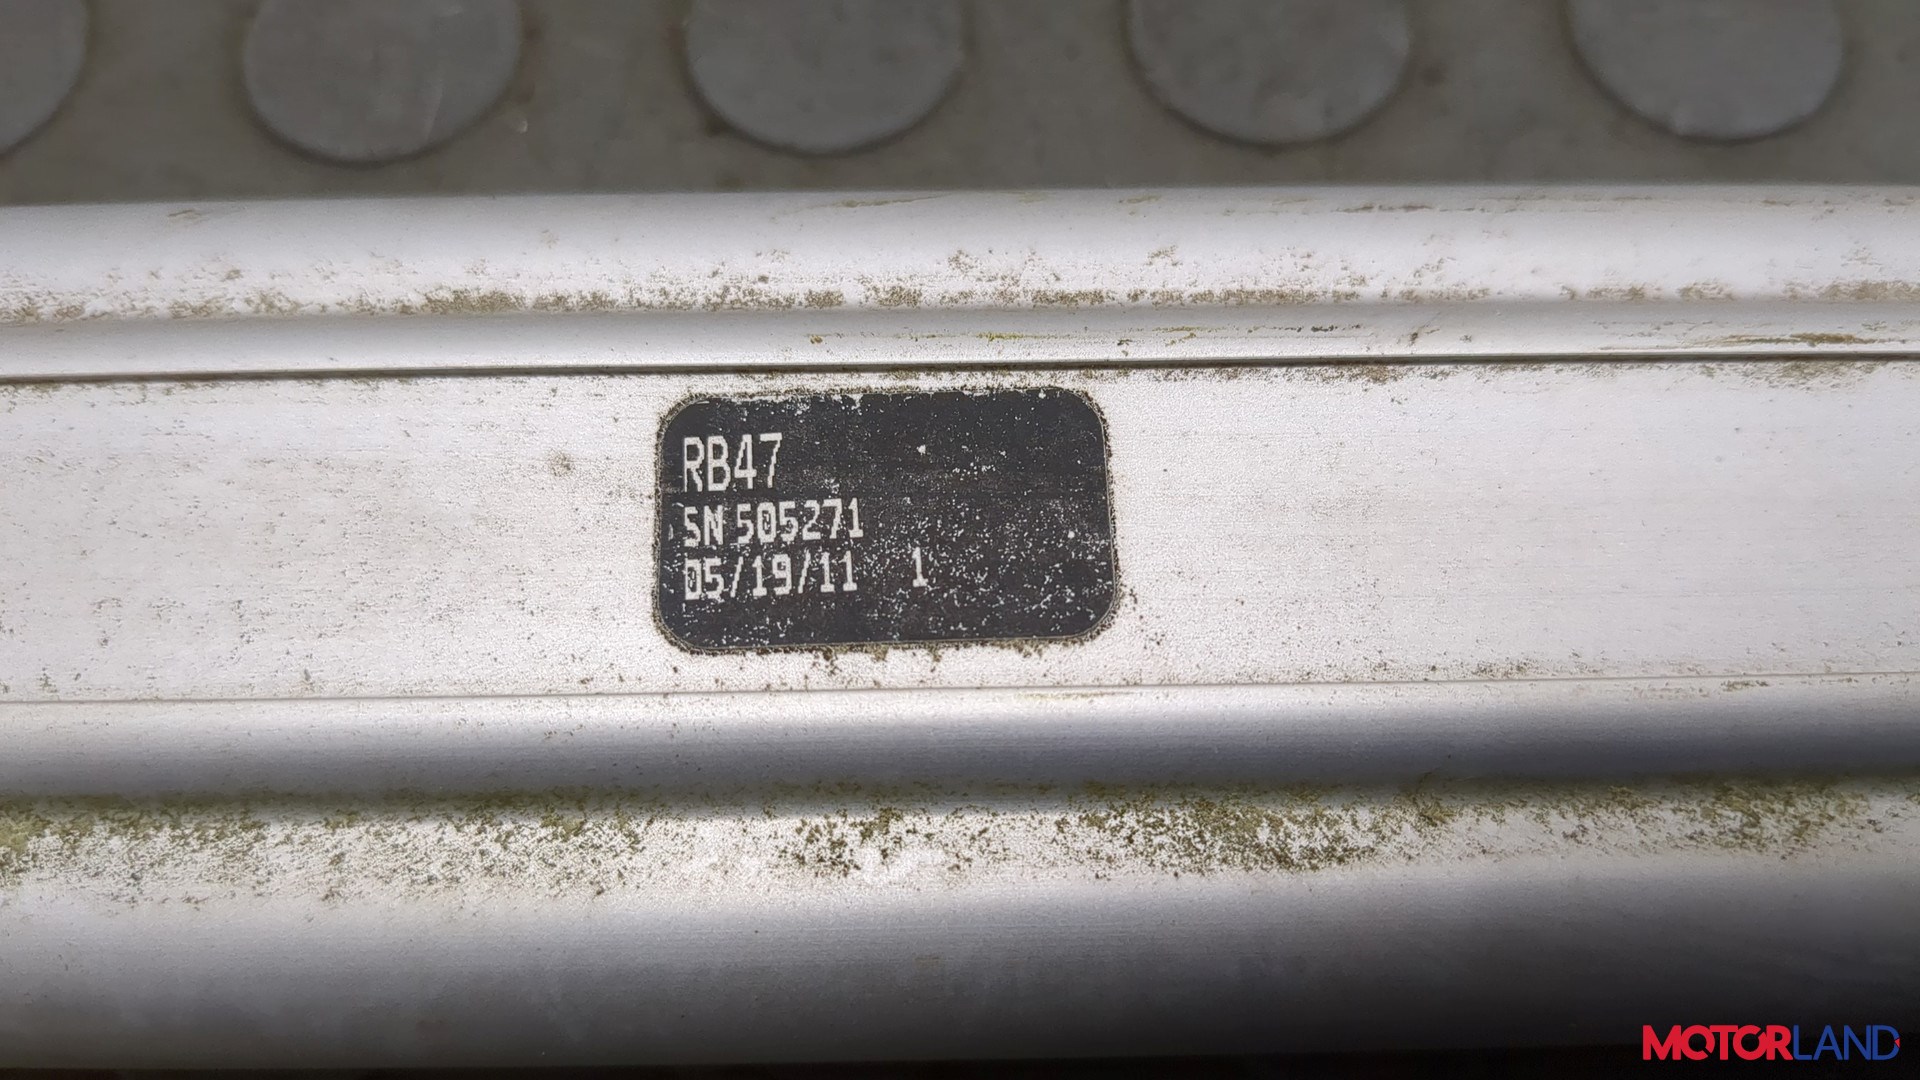 RB47
SN 505271
05/19/11 1
MOTORLAND